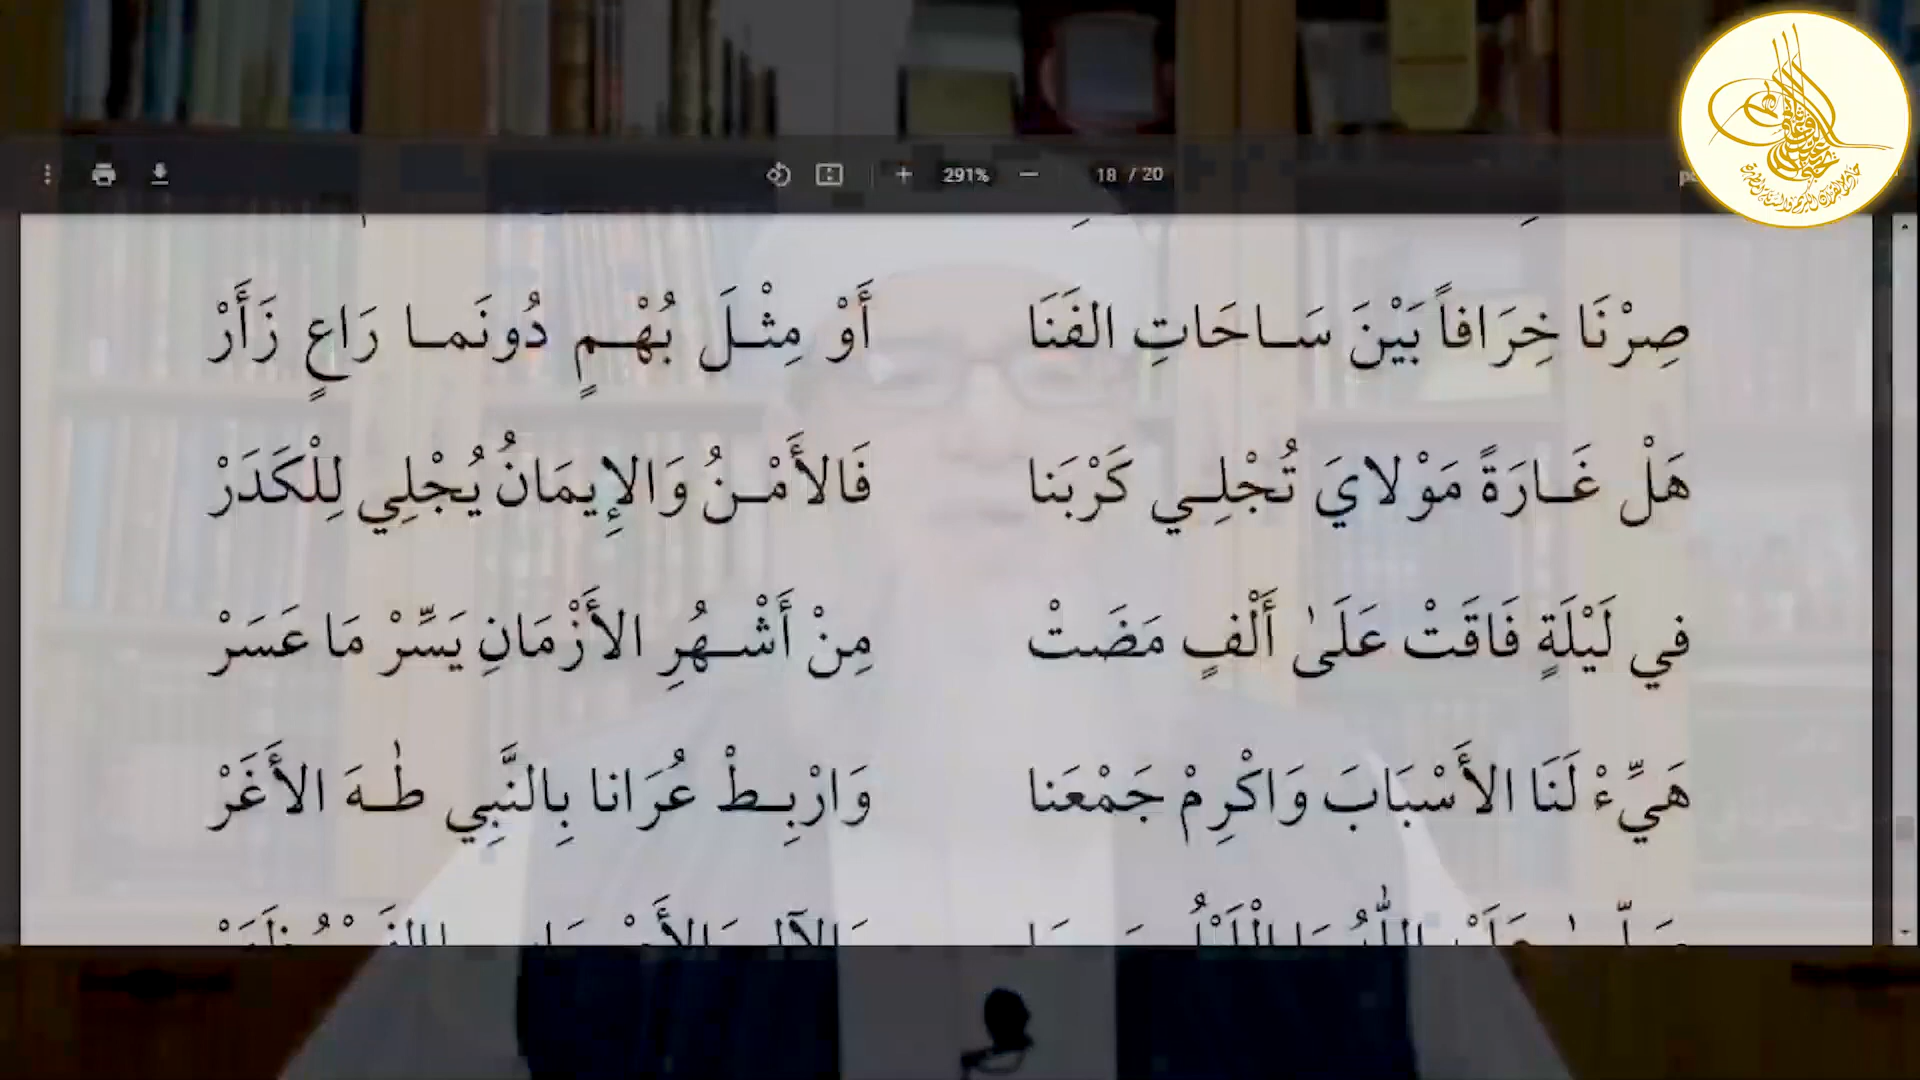 291% 18 / 20
صِرْنَا خِرَافاً بَيْنَ سَاحَاتِ الفَنَا أَوْ مِثْلَ بُهْمٍ دُونَما رَاعٍ زَأَرْ
هَلْ غَارَةً مَوْلايَ تُجْلِي كَرْبَنا فَالأَمْنُ وَالإِيمَانُ يُجْلِي لِلْكَدَرْ
في لَيْلَةٍ فَاقَتْ عَلَىٰ أَلْفٍ مَضَتْ مِنْ أَشْهُرِ الأَزْمَانِ يَسِّرْ مَا عَسَرْ
هَيِّءْ لَنَا الأَسْبَابَ وَاكْرِمْ جَمْعَنا وَارْبِطْ عُرَانا بِالنَّبِي طٰهَ الأَغَرْ